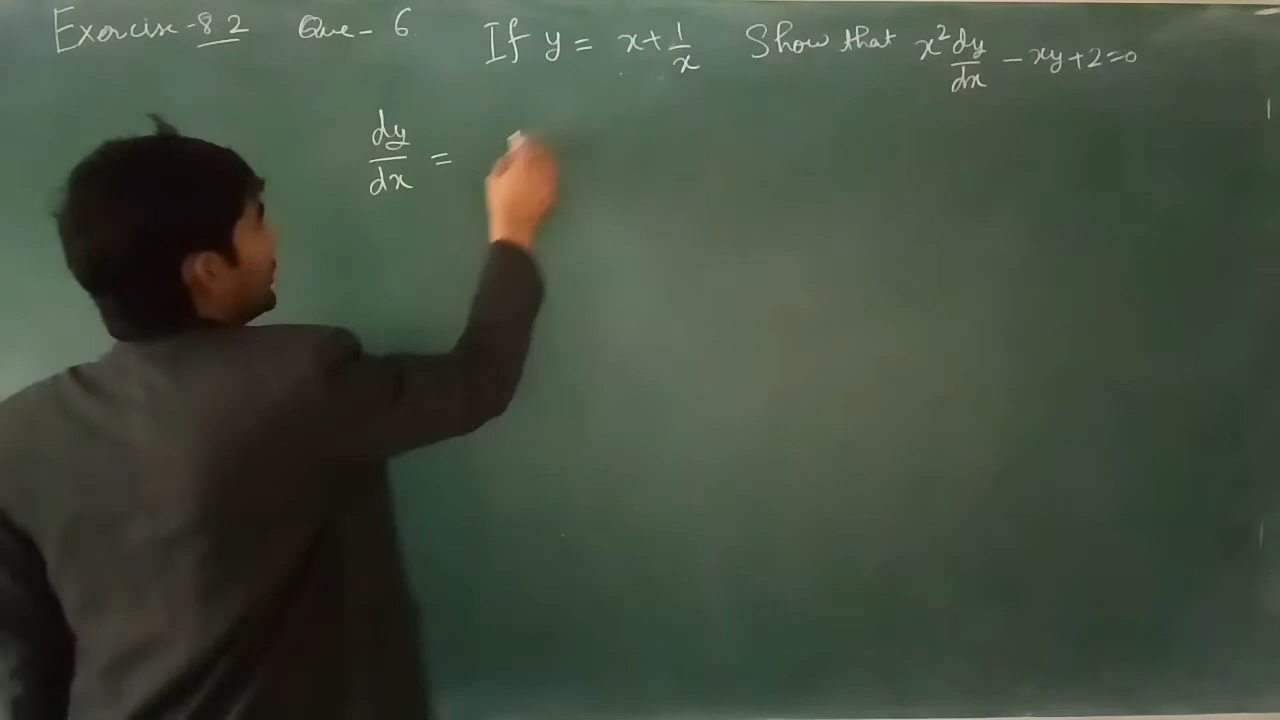 Exercise-8 2 Que- 6. If y = x + 1/x Show that x² dy/dx - xy + 2 = 0
dy/dx =